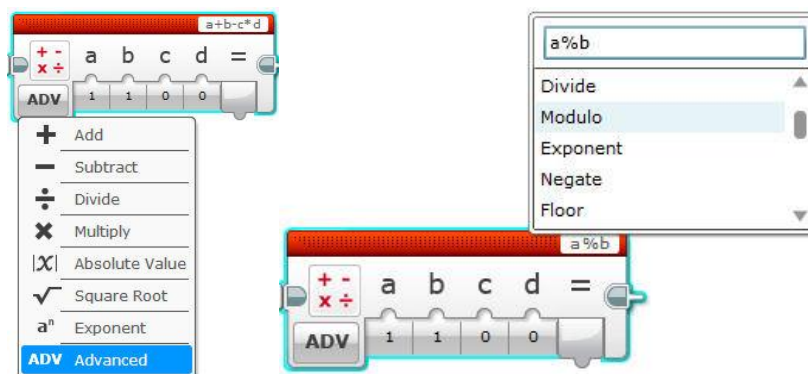 a+b-c*d
+ -
x ÷
a b c d =
ADV 1 1 0 0
+ Add
− Subtract
÷ Divide
× Multiply
|X| Absolute Value
√ Square Root
aⁿ Exponent
ADV Advanced
a%b
Divide
Modulo
Exponent
Negate
Floor
a%b
+ -
x ÷
a b c d =
ADV 1 1 0 0